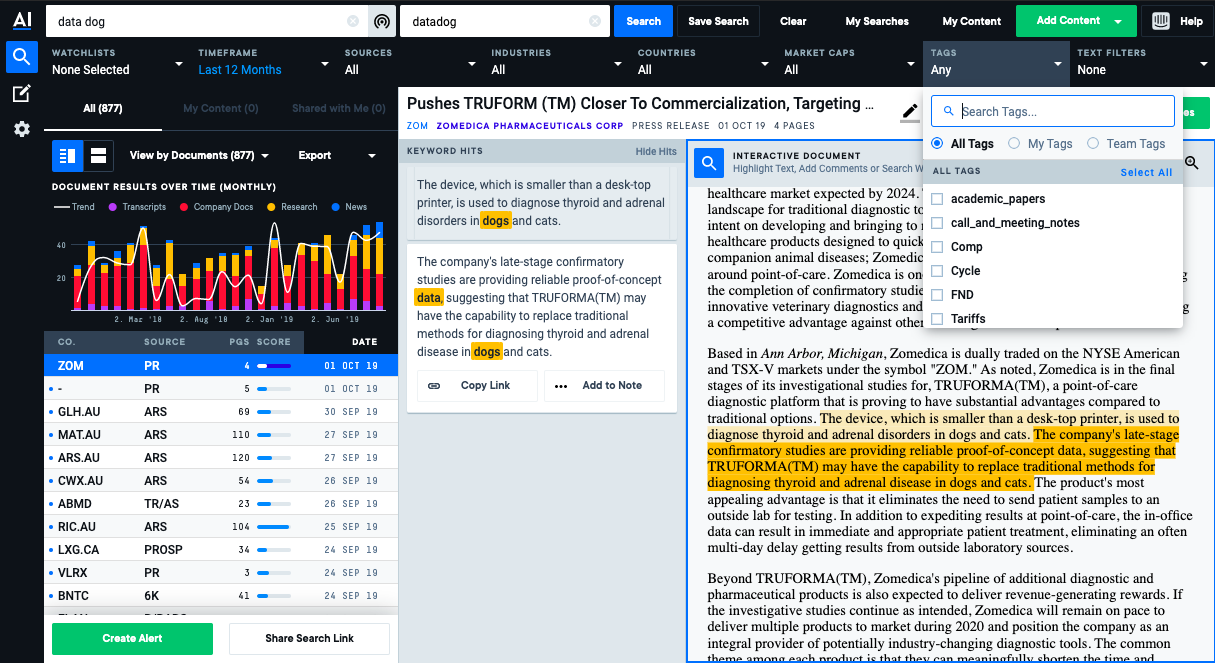 AI
data dog
datadog
Search
Save Search
Clear
My Searches
My Content
Add Content
Help
WATCHLISTS
None Selected
TIMEFRAME
Last 12 Months
SOURCES
All
INDUSTRIES
All
COUNTRIES
All
MARKET CAPS
All
TAGS
Any
TEXT FILTERS
None
All (877)
My Content (0)
Shared with Me (0)
View by Documents (877)
Export
DOCUMENT RESULTS OVER TIME (MONTHLY)
Trend
Transcripts
Company Docs
Research
News
40
20
2. Mar '18
2. Aug '18
2. Jan '19
2. Jun '19
CO. SOURCE PGS SCORE DATE
ZOM PR 4 01 OCT 19
- PR 5 01 OCT 19
GLH.AU ARS 69 30 SEP 19
MAT.AU ARS 110 27 SEP 19
ARS.AU ARS 120 27 SEP 19
CWX.AU ARS 54 26 SEP 19
ABMD TR/AS 23 26 SEP 19
RIC.AU ARS 104 25 SEP 19
LXG.CA PROSP 34 24 SEP 19
VLRX PR 3 24 SEP 19
BNTC 6K 41 24 SEP 19
Create Alert
Share Search Link
Pushes TRUFORM (TM) Closer To Commercialization, Targeting ...
ZOM ZOMEDICA PHARMACEUTICALS CORP PRESS RELEASE 01 OCT 19 4 PAGES
KEYWORD HITS
Hide Hits
The device, which is smaller than a desk-top
printer, is used to diagnose thyroid and adrenal
disorders in dogs and cats.
The company's late-stage confirmatory
studies are providing reliable proof-of-concept
data, suggesting that TRUFORMA(TM) may
have the capability to replace traditional
methods for diagnosing thyroid and adrenal
disease in dogs and cats.
Copy Link
Add to Note
INTERACTIVE DOCUMENT
Highlight Text, Add Comments or Search W
Search Tags...
All Tags
My Tags
Team Tags
ALL TAGS
Select All
academic_papers
call_and_meeting_notes
Comp
Cycle
FND
Tariffs
es
healthcare market expected by 2024.
landscape for traditional diagnostic to
intent on developing and bringing to
healthcare products designed to quick
companion animal diseases; Zomedic
around point-of-care. Zomedica is on
the completion of confirmatory studie
innovative veterinary diagnostics and
a competitive advantage against other
Based in Ann Arbor, Michigan, Zomedica is dually traded on the NYSE American
and TSX-V markets under the symbol "ZOM." As noted, Zomedica is in the final
stages of its investigational studies for, TRUFORMA(TM), a point-of-care
diagnostic platform that is proving to have substantial advantages compared to
traditional options. The device, which is smaller than a desk-top printer, is used to
diagnose thyroid and adrenal disorders in dogs and cats. The company's late-stage
confirmatory studies are providing reliable proof-of-concept data, suggesting that
TRUFORMA(TM) may have the capability to replace traditional methods for
diagnosing thyroid and adrenal disease in dogs and cats. The product's most
appealing advantage is that it eliminates the need to send patient samples to an
outside lab for testing. In addition to expediting results at point-of-care, the in-office
data can result in immediate and appropriate patient treatment, eliminating an often
multi-day delay getting results from outside laboratory sources.
Beyond TRUFORMA(TM), Zomedica's pipeline of additional diagnostic and
pharmaceutical products is also expected to deliver revenue-generating rewards. If
the investigative studies continue as intended, Zomedica will remain on pace to
deliver multiple products to market during 2020 and position the company as an
integral provider of potentially industry-changing diagnostic tools. The common
theme among each product is that they can meaningfully shorten the time and